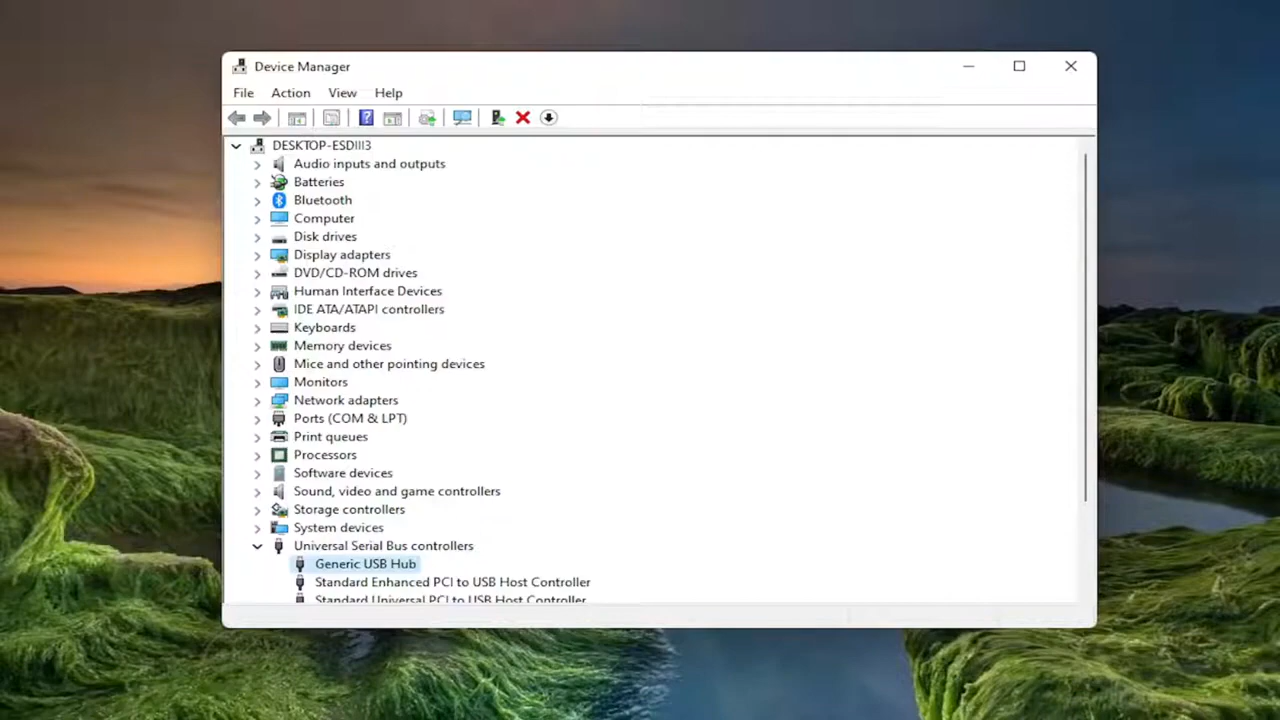 Device Manager
File Action View Help
DESKTOP-ESDIII3
Audio inputs and outputs
Batteries
Bluetooth
Computer
Disk drives
Display adapters
DVD/CD-ROM drives
Human Interface Devices
IDE ATA/ATAPI controllers
Keyboards
Memory devices
Mice and other pointing devices
Monitors
Network adapters
Ports (COM & LPT)
Print queues
Processors
Software devices
Sound, video and game controllers
Storage controllers
System devices
Universal Serial Bus controllers
Generic USB Hub
Standard Enhanced PCI to USB Host Controller
Standard Universal PCI to USB Host Controller